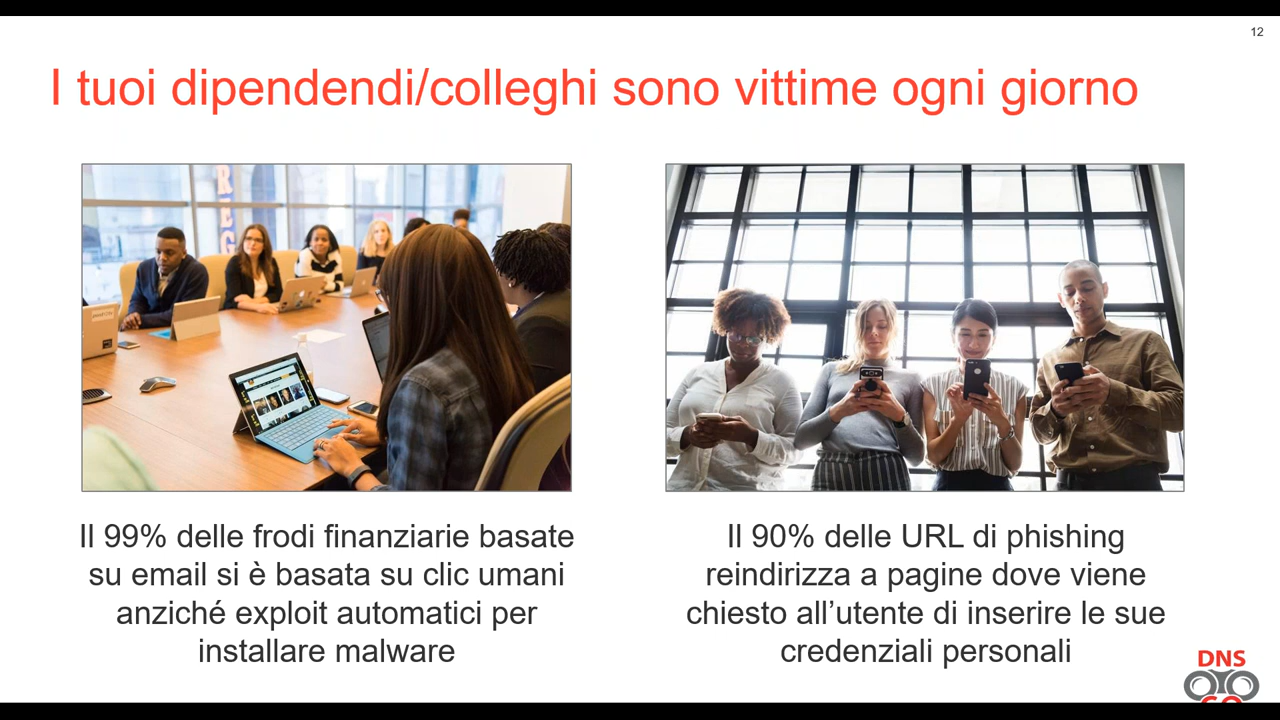 12
I tuoi dipendendi/colleghi sono vittime ogni giorno
Il 99% delle frodi finanziarie basate
su email si è basata su clic umani
anziché exploit automatici per
installare malware
Il 90% delle URL di phishing
reindirizza a pagine dove viene
chiesto all’utente di inserire le sue
credenziali personali
DNS